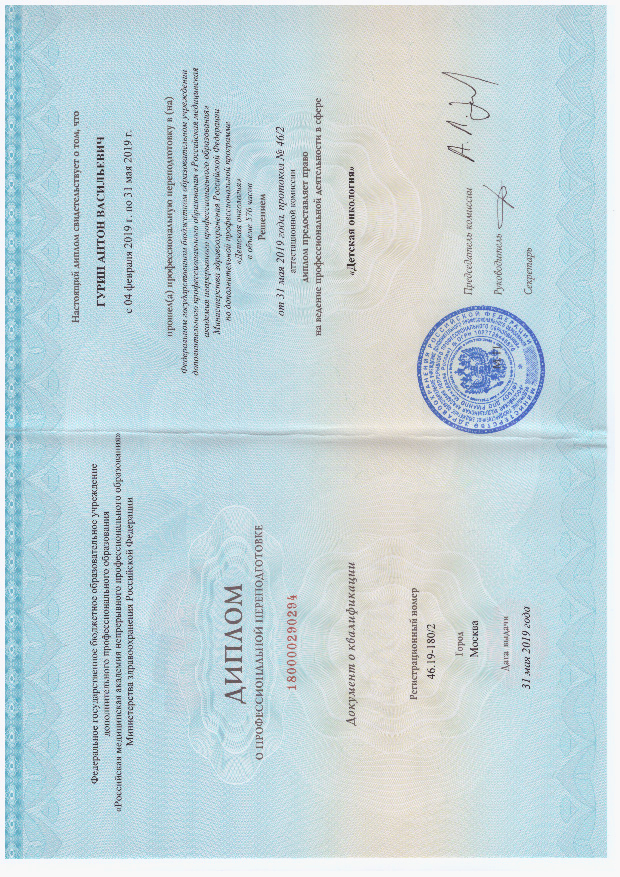 Федеральное государственное бюджетное образовательное учреждение
дополнительного профессионального образования
«Российская медицинская академия непрерывного профессионального образования»
Министерства здравоохранения Российской Федерации
ДИПЛОМ
О ПРОФЕССИОНАЛЬНОЙ ПЕРЕПОДГОТОВКЕ
180000290294
Документ о квалификации
Регистрационный номер
46.19-180/2
Город
Москва
Дата выдачи
31 мая 2019 года
Настоящий диплом свидетельствует о том, что
ГУРИШ АНТОН ВАСИЛЬЕВИЧ
с 04 февраля 2019 г. по 31 мая 2019 г.
прошел(а) профессиональную переподготовку в (на)
Федеральном государственном бюджетном образовательном учреждении
дополнительного профессионального образования «Российская медицинская
академия непрерывного профессионального образования»
Министерства здравоохранения Российской Федерации
по дополнительной профессиональной программе
«Детская онкология»
в объеме 576 часов
Решением
от 31 мая 2019 года протокол № 46/2
аттестационной комиссии
диплом предоставляет право
на ведение профессиональной деятельности в сфере
«Детская онкология»
Председатель комиссии
Руководитель
Секретарь
МИНИСТЕРСТВО ЗДРАВООХРАНЕНИЯ РОССИЙСКОЙ ФЕДЕРАЦИИ